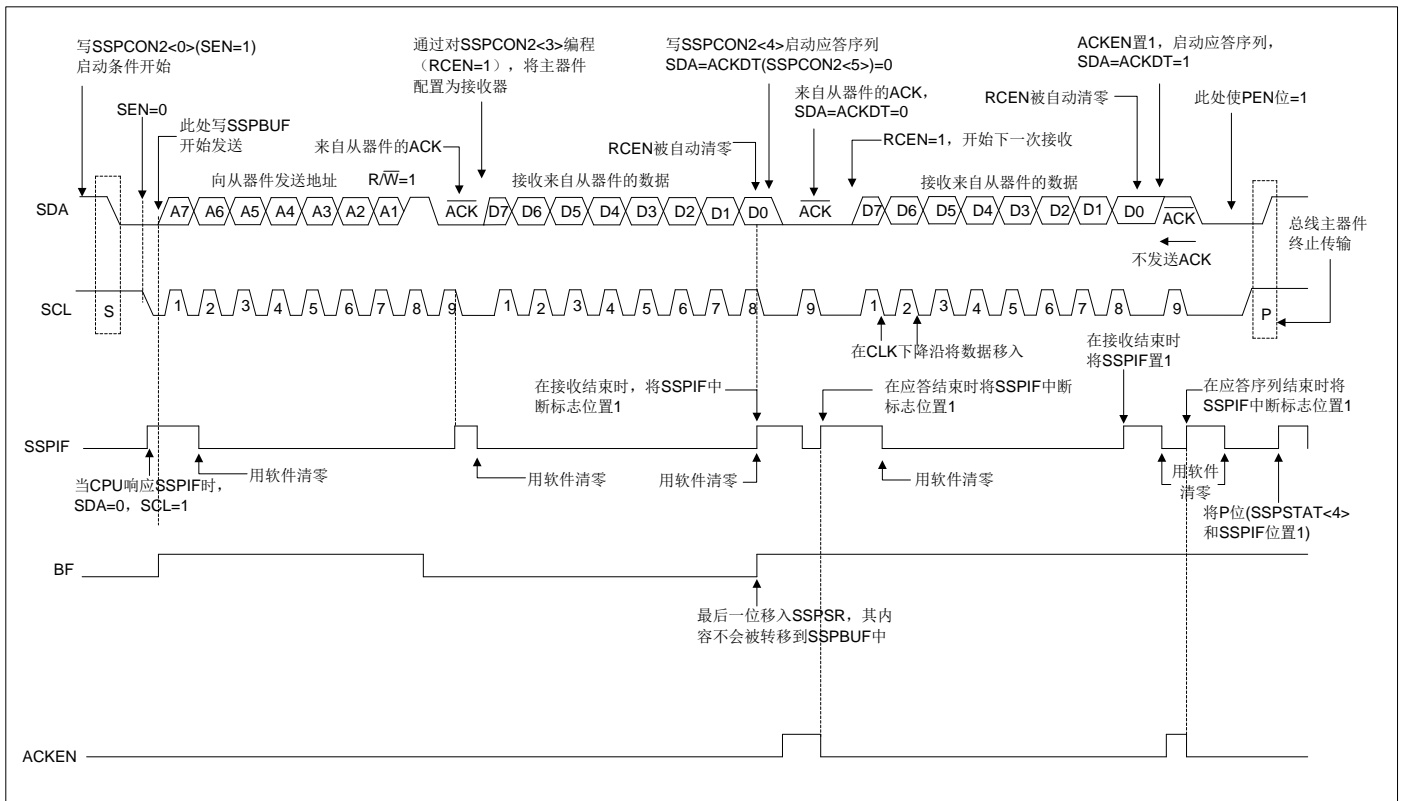 写SSPCON2<0>(SEN=1)
启动条件开始
SEN=0
此处写SSPBUF
开始发送
通过对SSPCON2<3>编程
（RCEN=1），将主器件
配置为接收器
来自从器件的ACK
写SSPCON2<4>启动应答序列
SDA=ACKDT(SSPCON2<5>)=0
来自从器件的ACK，
SDA=ACKDT=0
RCEN被自动清零
RCEN=1，开始下一次接收
ACKEN置1，启动应答序列，
SDA=ACKDT=1
RCEN被自动清零
此处使PEN位=1
向从器件发送地址
R/W=1
接收来自从器件的数据
接收来自从器件的数据
SDA
A7 A6 A5 A4 A3 A2 A1 ACK D7 D6 D5 D4 D3 D2 D1 D0 ACK D7 D6 D5 D4 D3 D2 D1 D0 ACK
不发送ACK
总线主器件
终止传输
SCL
S 1 2 3 4 5 6 7 8 9 1 2 3 4 5 6 7 8 9 1 2 3 4 5 6 7 8 9 P
在CLK下降沿将数据移入
在接收结束时，将SSPIF中
断标志位置1
在应答结束时将SSPIF中断
标志位置1
在接收结束时
将SSPIF置1
在应答序列结束时将
SSPIF中断标志位置1
SSPIF
当CPU响应SSPIF时，
SDA=0，SCL=1
用软件清零
用软件清零
用软件清零
用软件清零
用软件
清零
将P位(SSPSTAT<4>
和SSPIF位置1)
BF
最后一位移入SSPSR，其内
容不会被转移到SSPBUF中
ACKEN